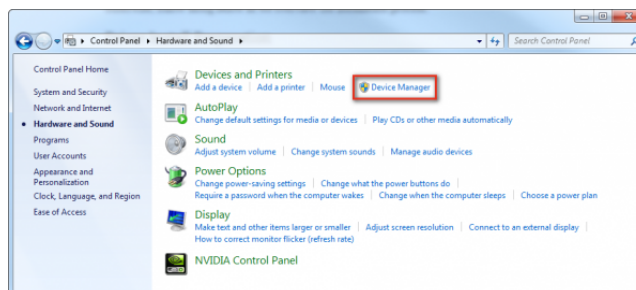 Control Panel ▸ Hardware and Sound ▸
Search Control Panel
Control Panel Home
System and Security
Network and Internet
Hardware and Sound
Programs
User Accounts
Appearance and
Personalization
Clock, Language, and Region
Ease of Access
Devices and Printers
Add a device | Add a printer | Mouse | Device Manager
AutoPlay
Change default settings for media or devices | Play CDs or other media automatically
Sound
Adjust system volume | Change system sounds | Manage audio devices
Power Options
Change power-saving settings | Change what the power buttons do |
Require a password when the computer wakes | Change when the computer sleeps | Choose a power plan
Display
Make text and other items larger or smaller | Adjust screen resolution | Connect to an external display |
How to correct monitor flicker (refresh rate)
NVIDIA Control Panel